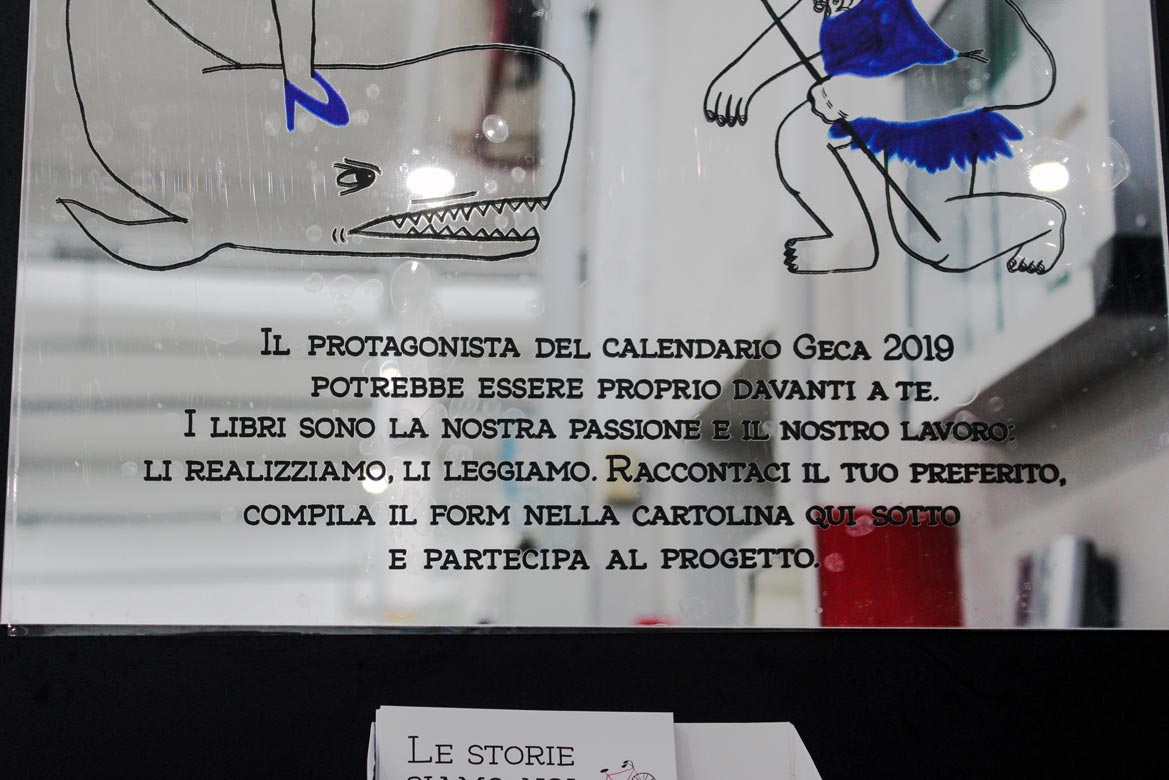 Il protagonista del calendario Geca 2019
potrebbe essere proprio davanti a te.
I libri sono la nostra passione e il nostro lavoro:
li realizziamo, li leggiamo. Raccontaci il tuo preferito,
compila il form nella cartolina qui sotto
e partecipa al progetto.
Le storie
siamo noi